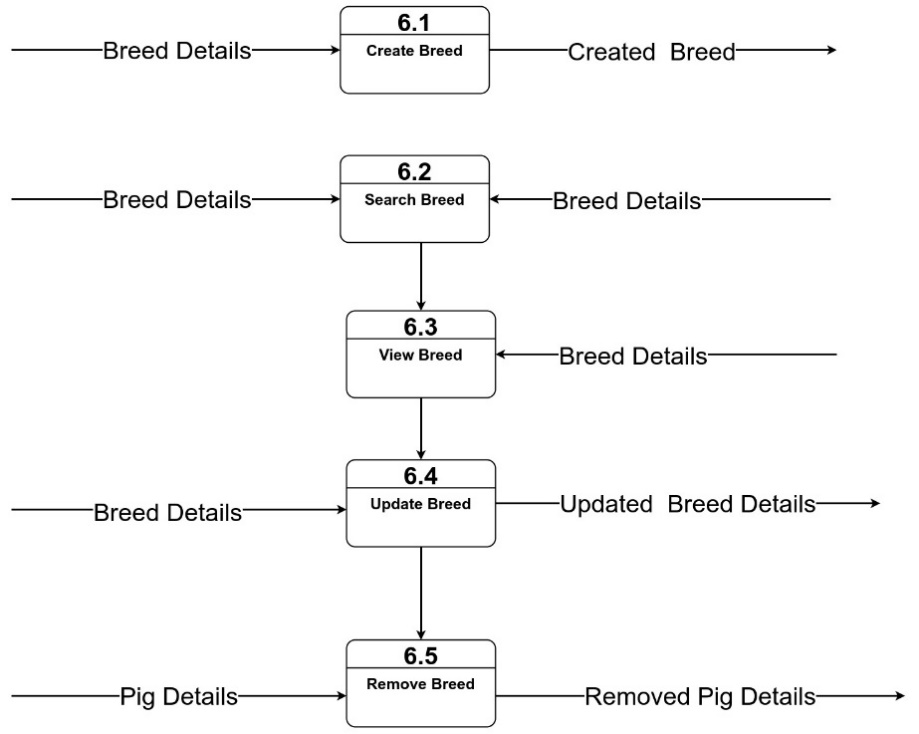 6.1
Breed Details
Create Breed
Created Breed
6.2
Breed Details
Search Breed
Breed Details
6.3
View Breed
Breed Details
6.4
Breed Details
Update Breed
Updated Breed Details
6.5
Pig Details
Remove Breed
Removed Pig Details